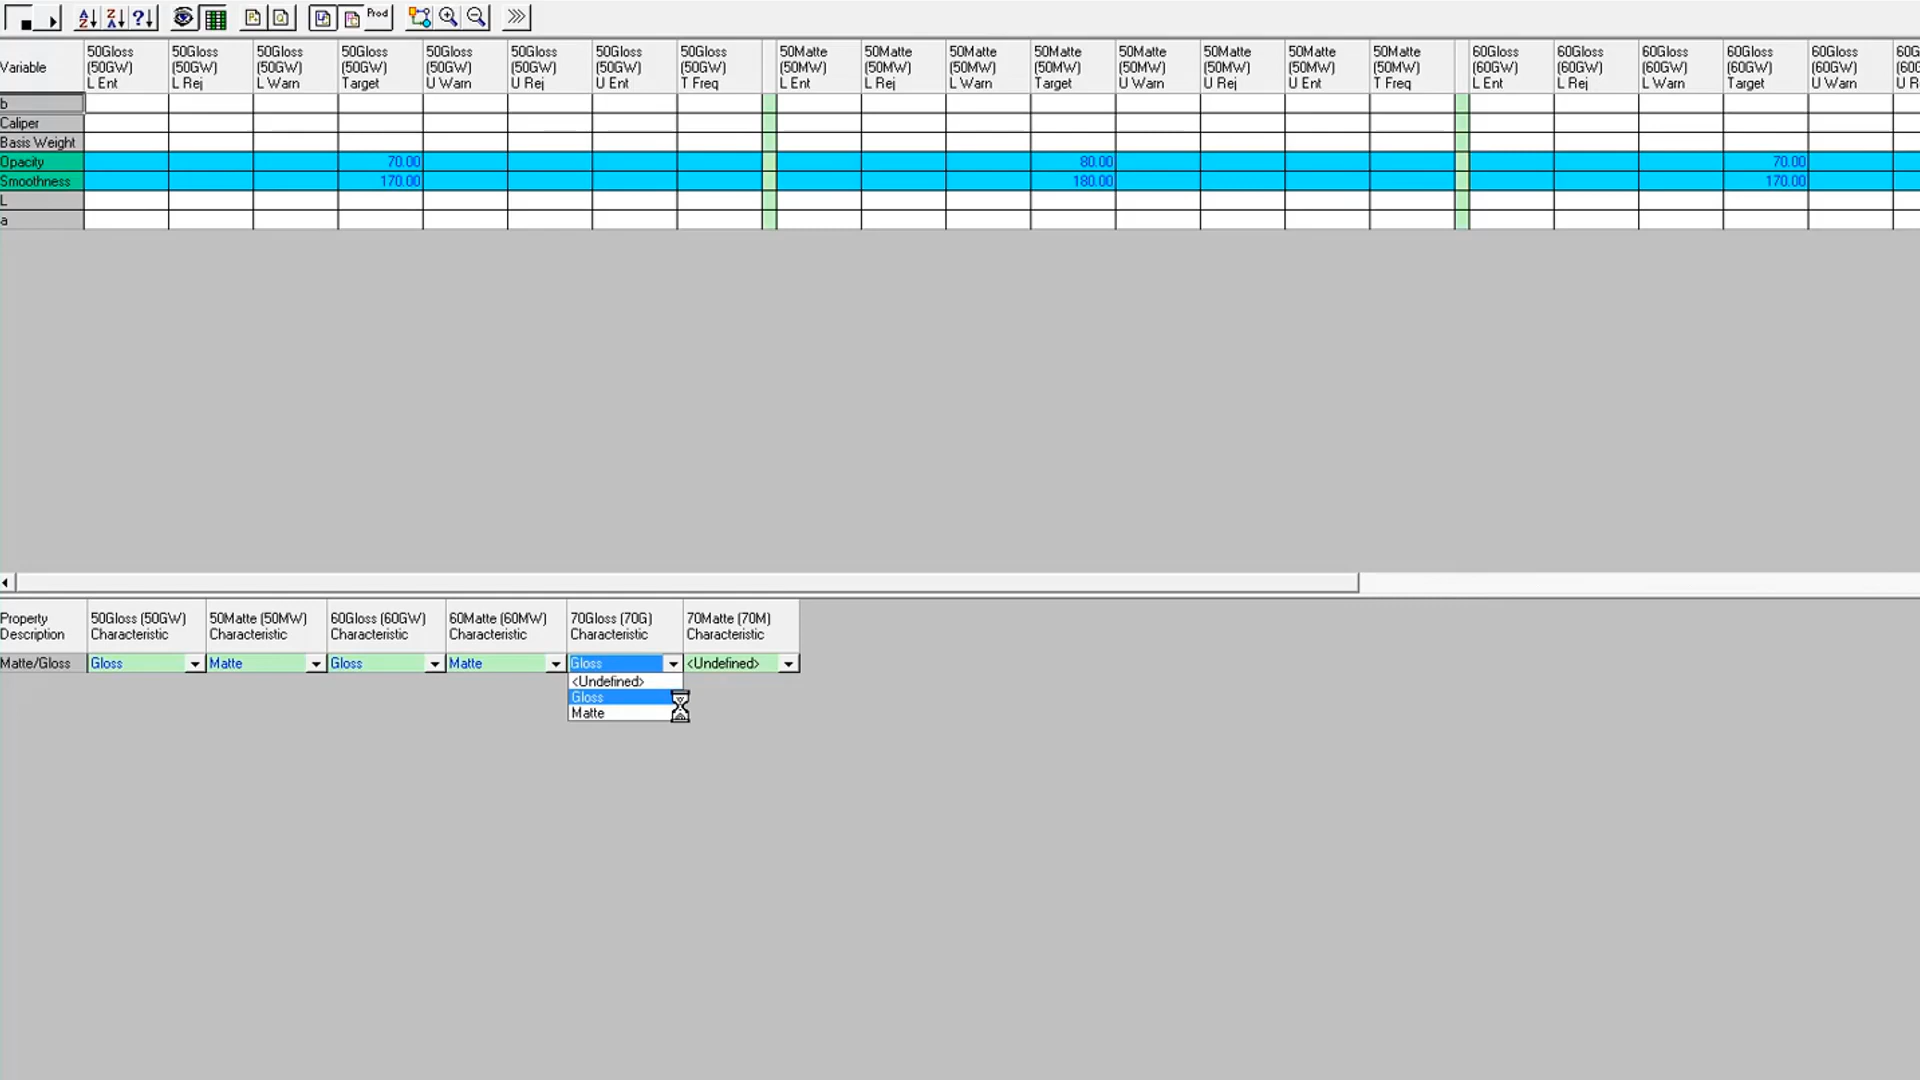 Prod
Variable
50Gloss (50GW) L Ent
50Gloss (50GW) L Rej
50Gloss (50GW) L Warn
50Gloss (50GW) Target
50Gloss (50GW) U Warn
50Gloss (50GW) U Rej
50Gloss (50GW) U Ent
50Gloss (50GW) T Freq
50Matte (50MW) L Ent
50Matte (50MW) L Rej
50Matte (50MW) L Warn
50Matte (50MW) Target
50Matte (50MW) U Warn
50Matte (50MW) U Rej
50Matte (50MW) U Ent
50Matte (50MW) T Freq
60Gloss (60GW) L Ent
60Gloss (60GW) L Rej
60Gloss (60GW) L Warn
60Gloss (60GW) Target
60Gloss (60GW) U Warn
60G (60G U R
b
Caliper
Basis Weight
Opacity 70.00 80.00 70.00
Smoothness 170.00 180.00 170.00
L
a
Property Description
50Gloss (50GW) Characteristic
50Matte (50MW) Characteristic
60Gloss (60GW) Characteristic
60Matte (60MW) Characteristic
70Gloss (70G) Characteristic
70Matte (70M) Characteristic
Matte/Gloss Gloss Matte Gloss Matte Gloss <Undefined>
<Undefined>
Gloss
Matte